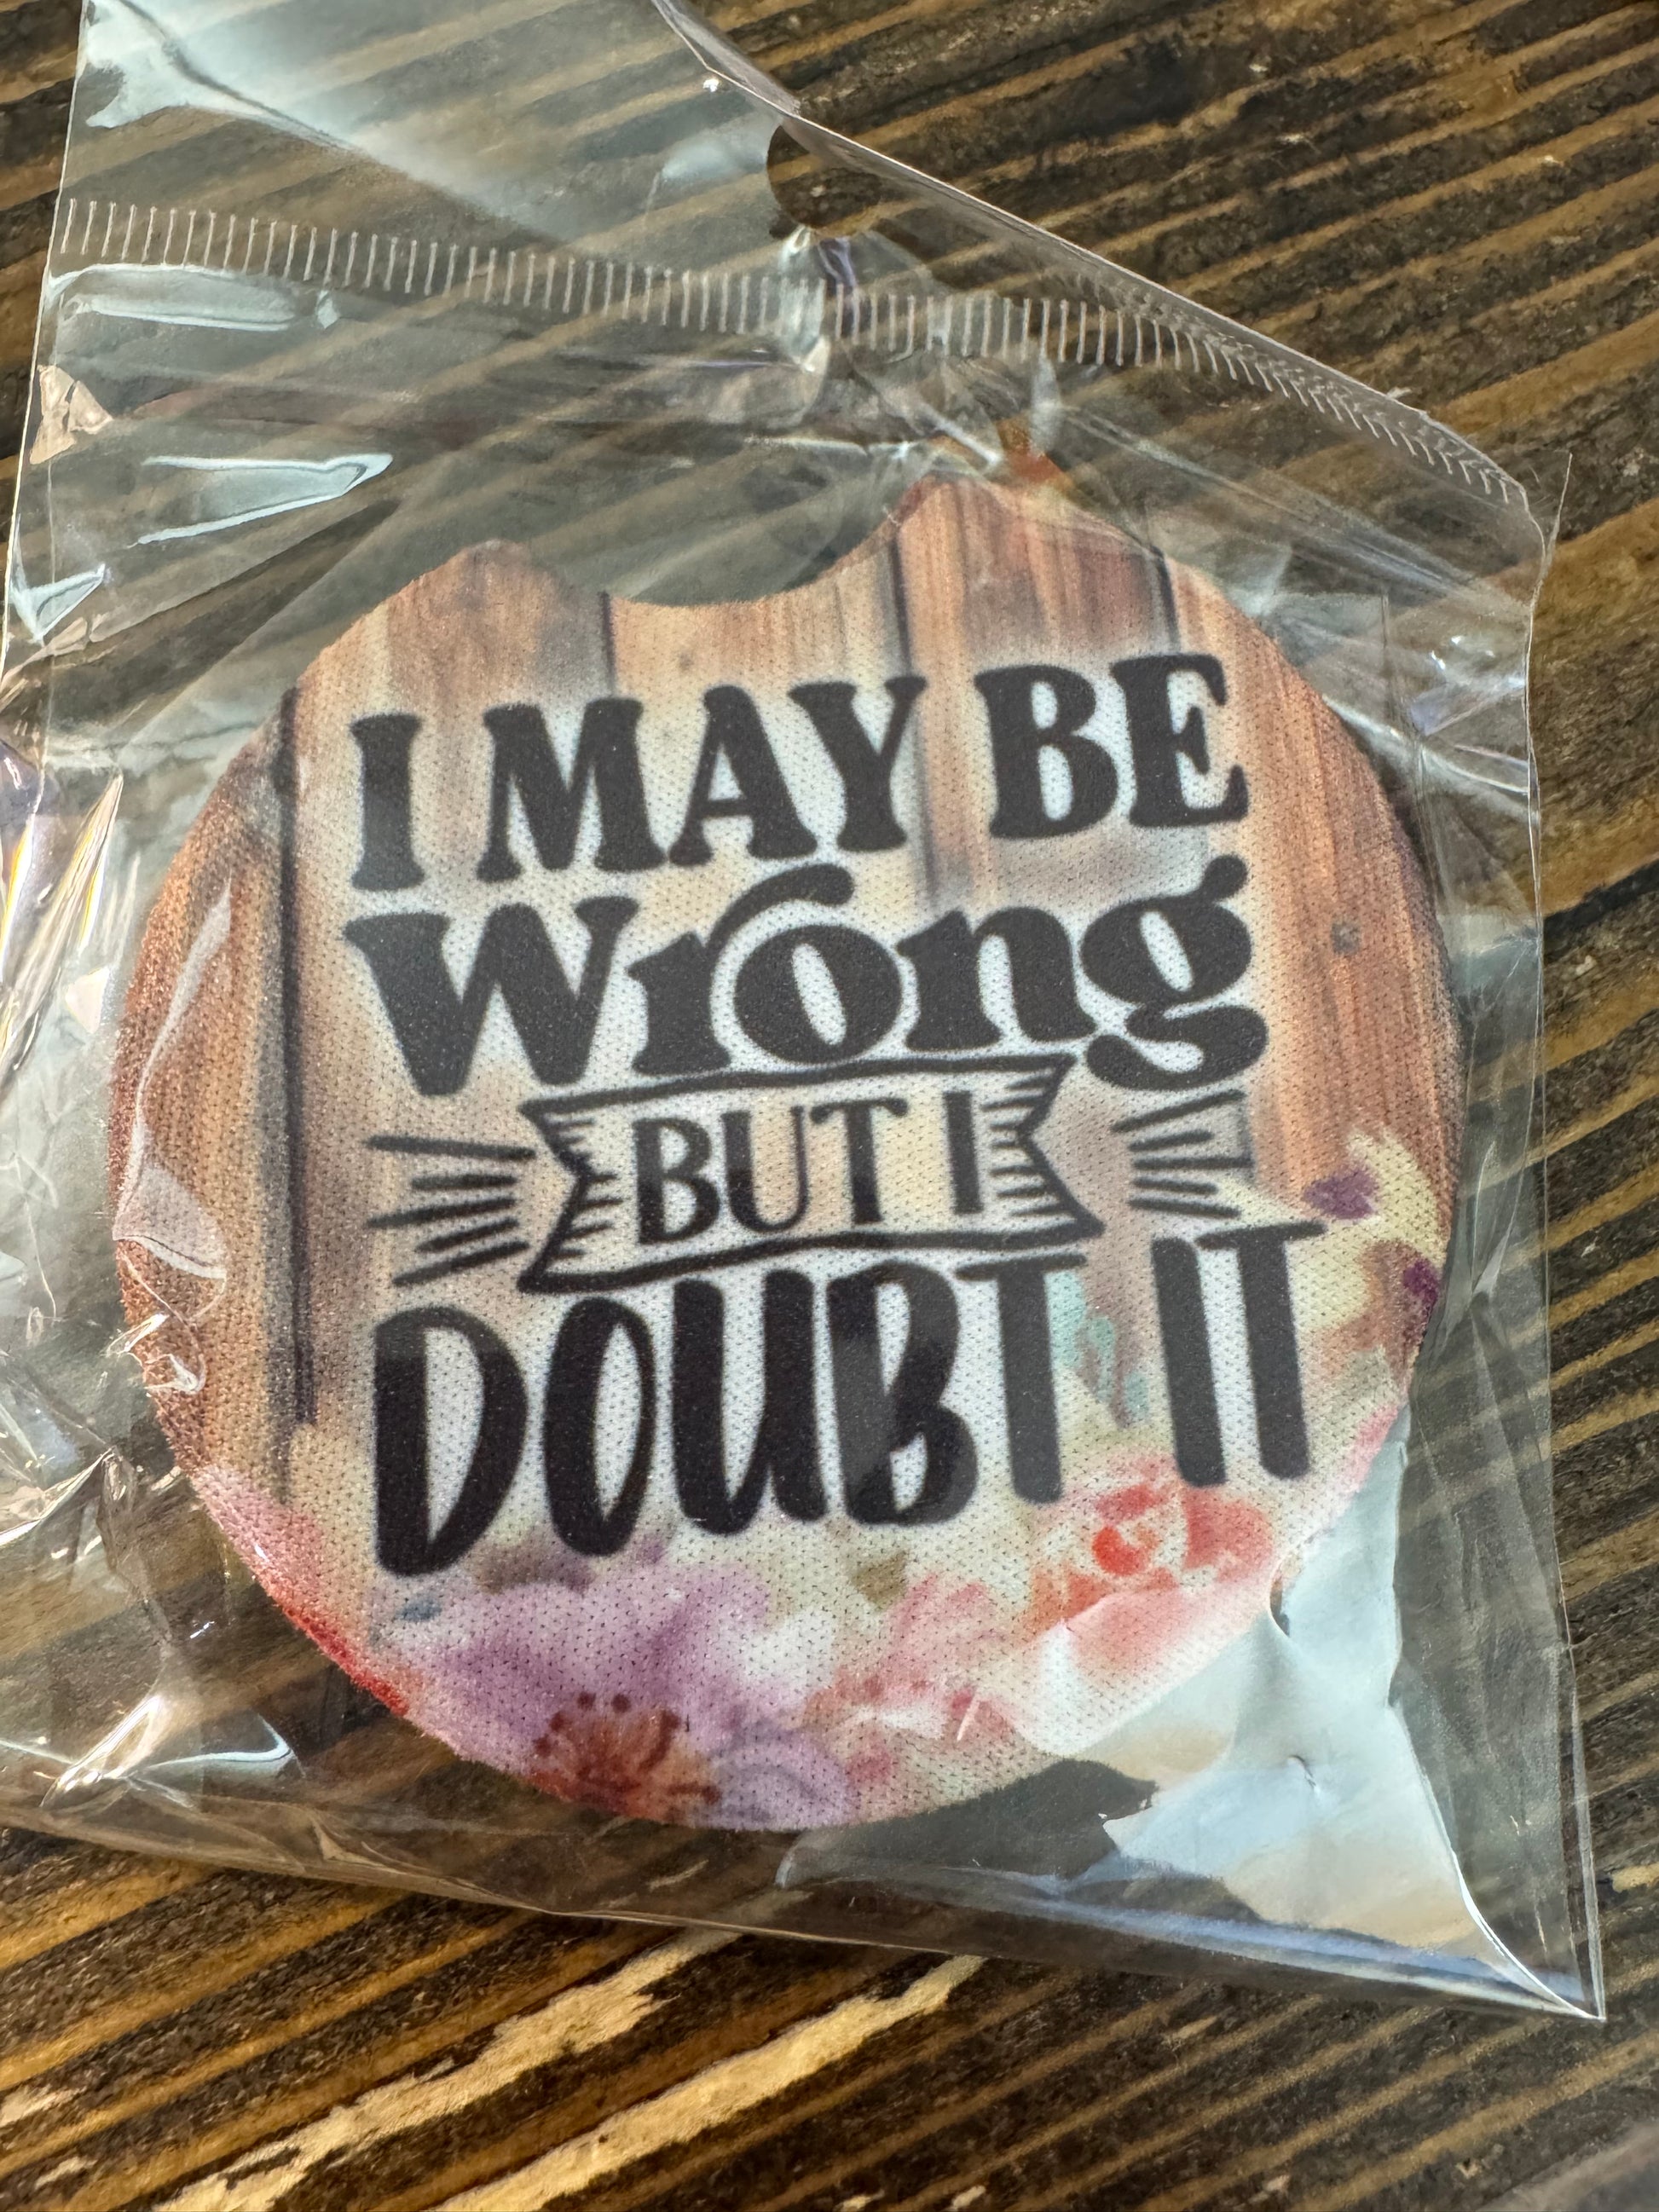 I MAY BE
Wrong
BUT I
DOUBT IT